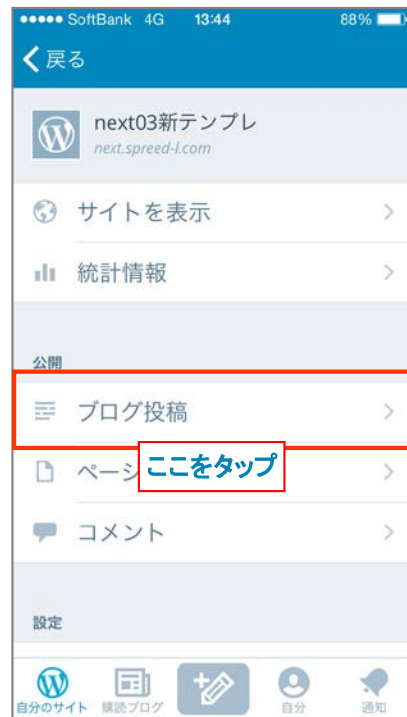 SoftBank 4G 13:44 88%
戻る
next03新テンプレ
next.spreed-l.com
サイトを表示
統計情報
公開
ブログ投稿
ページ
ここをタップ
コメント
設定
自分のサイト 購読ブログ 自分 通知